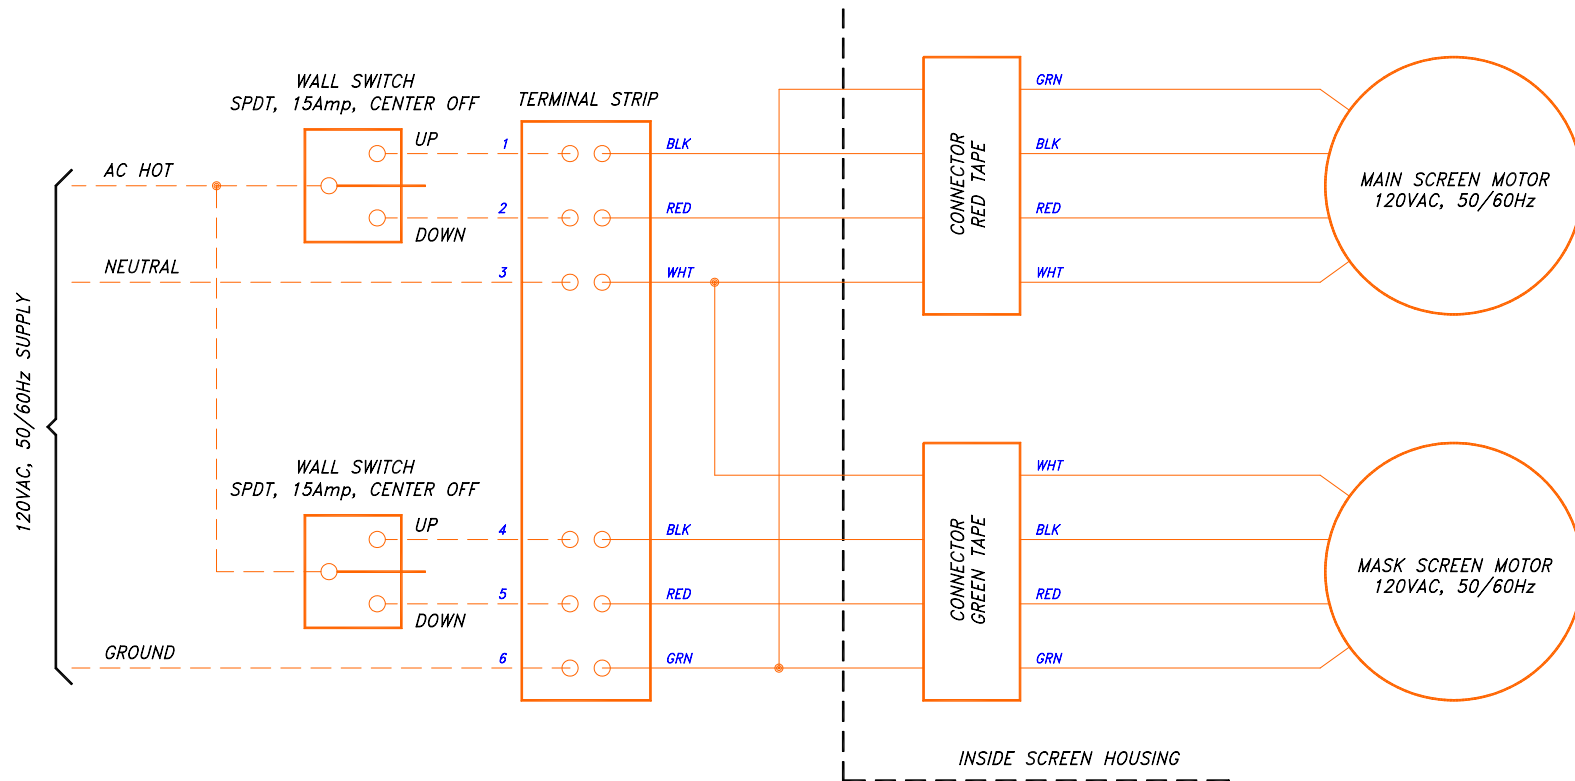 WALL SWITCH
SPDT, 15Amp, CENTER OFF
TERMINAL STRIP
GRN
UP
1
BLK
BLK
AC HOT
CONNECTOR
RED TAPE
MAIN SCREEN MOTOR
120VAC, 50/60Hz
2
RED
RED
DOWN
NEUTRAL
3
WHT
WHT
120VAC, 50/60Hz SUPPLY
WALL SWITCH
SPDT, 15Amp, CENTER OFF
WHT
UP
4
BLK
BLK
CONNECTOR
GREEN TAPE
MASK SCREEN MOTOR
120VAC, 50/60Hz
5
RED
RED
DOWN
GROUND
6
GRN
GRN
INSIDE SCREEN HOUSING